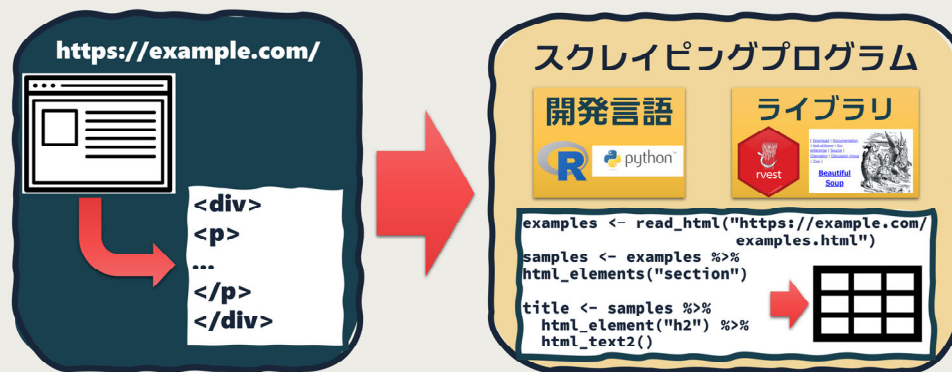 https://example.com/
<div>
<p>
...
</p>
</div>
スクレイピングプログラム
開発言語
R
python
ライブラリ
rvest
Beautiful
Soup
examples <- read_html("https://example.com/
examples.html")
samples <- examples %>%
html_elements("section")
title <- samples %>%
html_element("h2") %>%
html_text2()